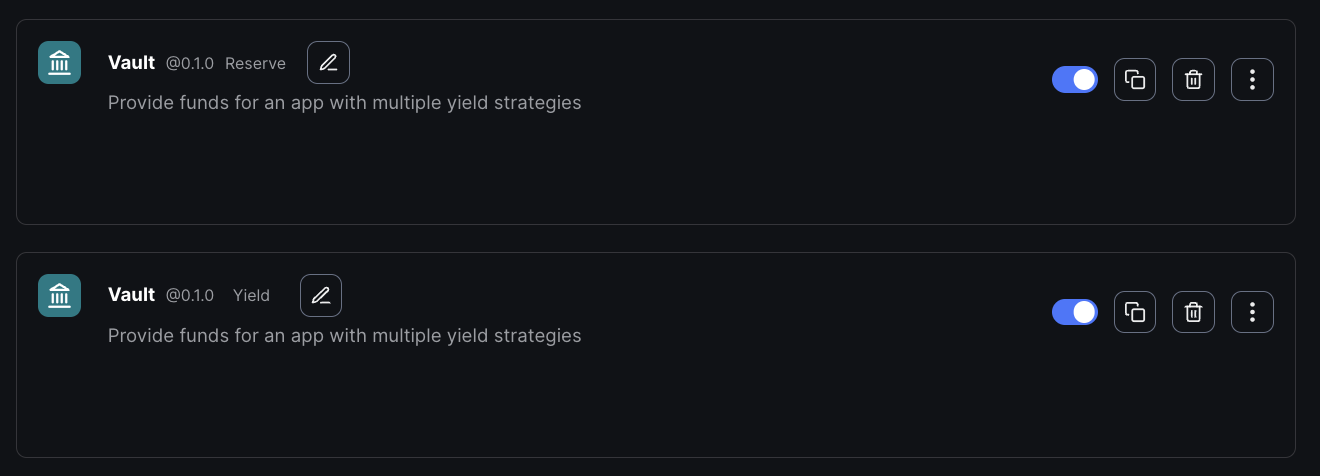 Vault @0.1.0 Reserve
Provide funds for an app with multiple yield strategies
Vault @0.1.0 Yield
Provide funds for an app with multiple yield strategies